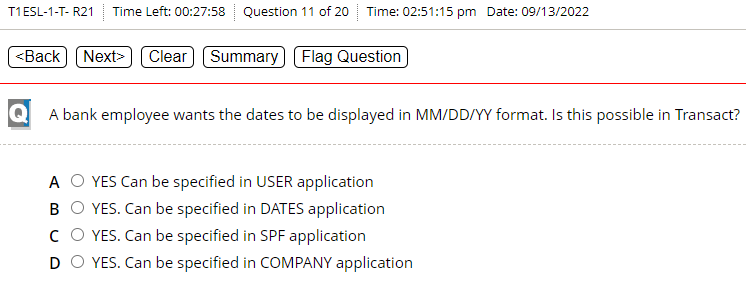 T1ESL-1-T- R21 Time Left: 00:27:58 Question 11 of 20 Time: 02:51:15 pm Date: 09/13/2022
<Back Next> Clear Summary Flag Question
Q A bank employee wants the dates to be displayed in MM/DD/YY format. Is this possible in Transact?
A YES Can be specified in USER application
B YES. Can be specified in DATES application
C YES. Can be specified in SPF application
D YES. Can be specified in COMPANY application